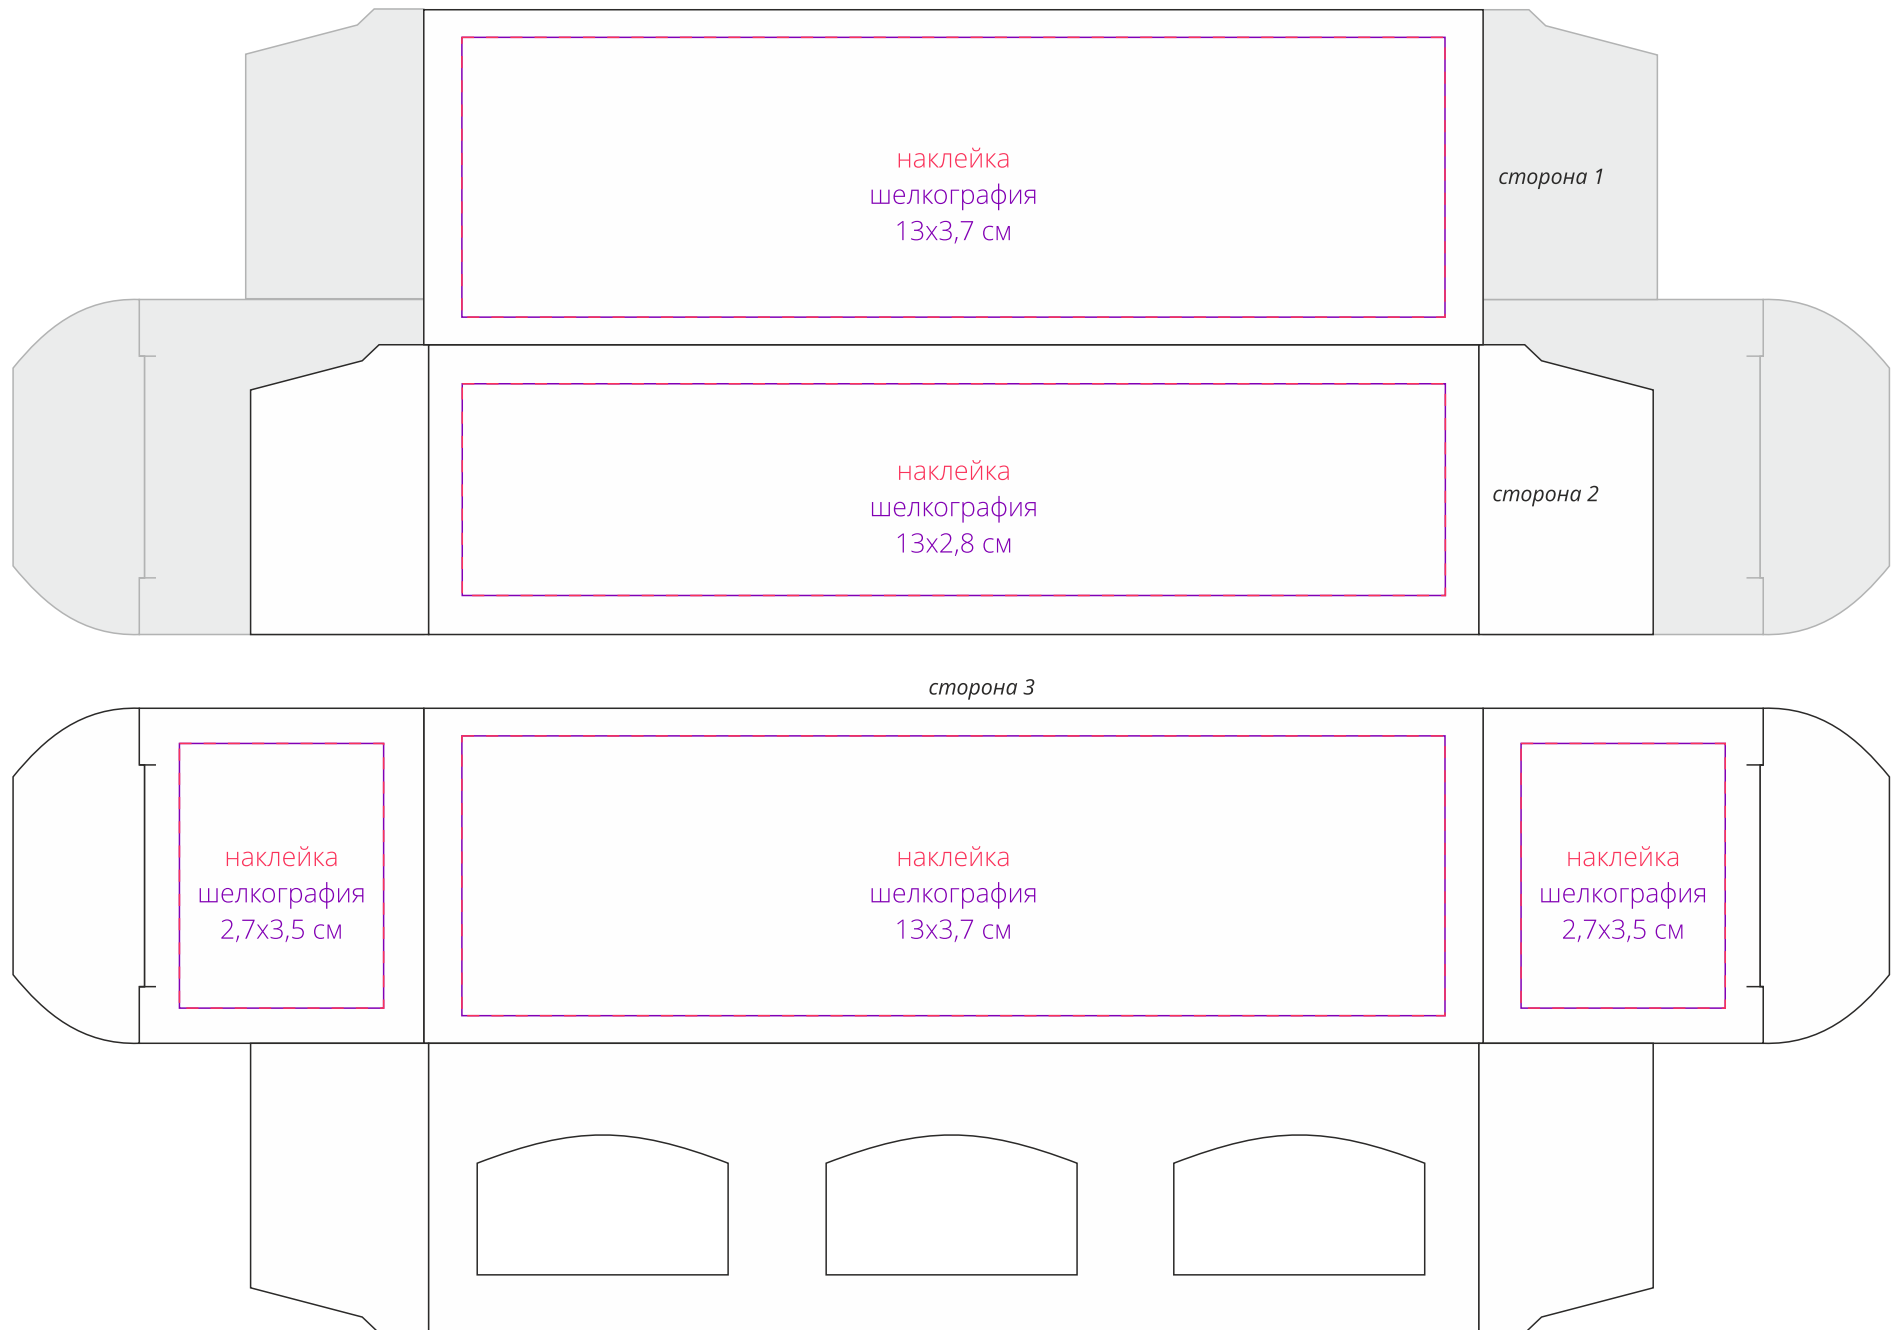 наклейка
шелкография
13х3,7 см
сторона 1
наклейка
шелкография
13х2,8 см
сторона 2
сторона 3
наклейка
шелкография
2,7х3,5 см
наклейка
шелкография
13х3,7 см
наклейка
шелкография
2,7х3,5 см